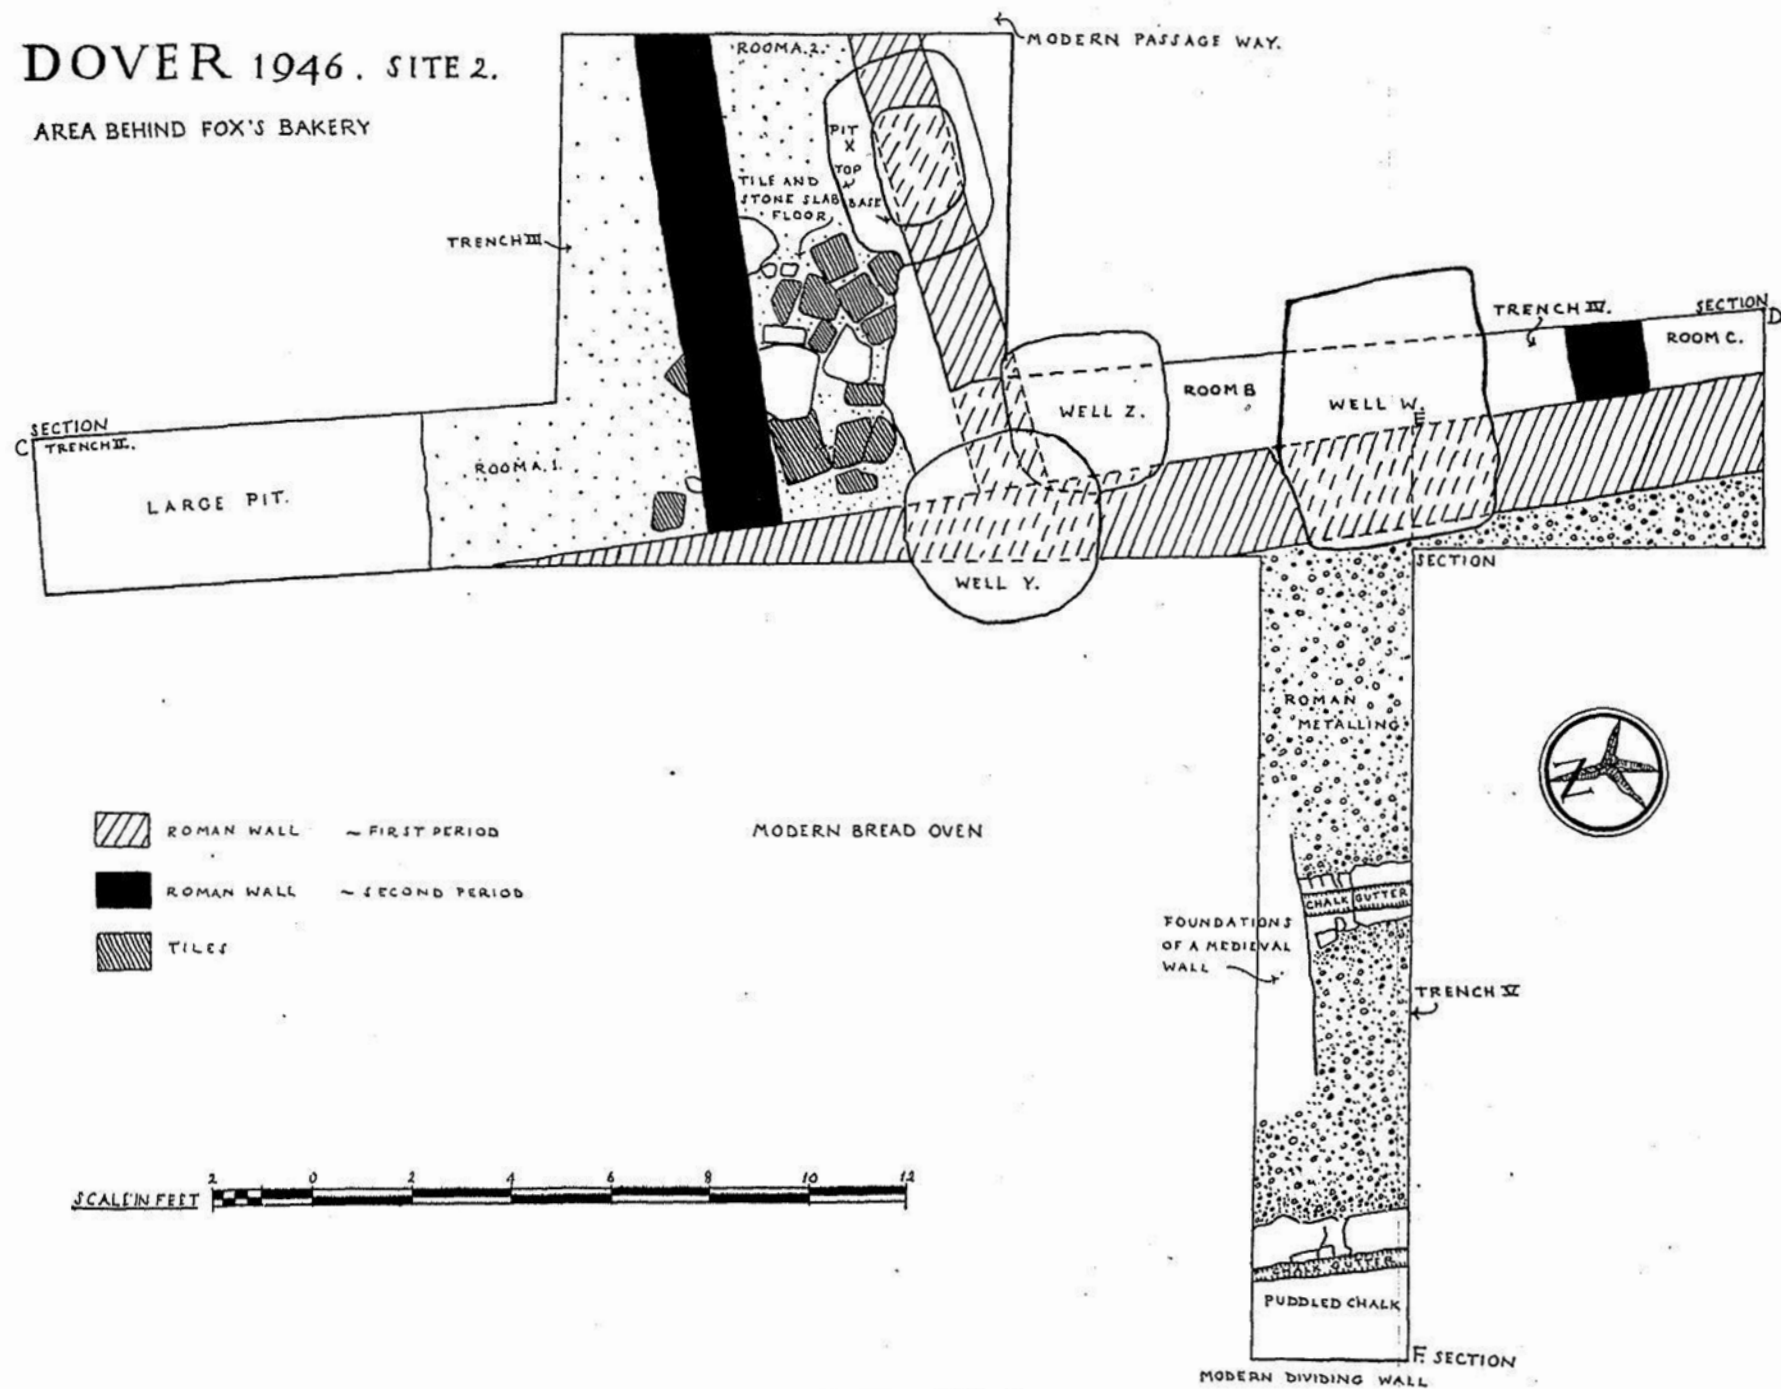 DOVER 1946. SITE 2.
AREA BEHIND FOX'S BAKERY
MODERN PASSAGE WAY.
ROOM A.2.
PIT
X
TOP
BASE
TILE AND
STONE SLAB
FLOOR
TRENCH III
TRENCH IV.
SECTION
D
ROOM C.
ROOM B
WELL Z.
WELL W.
E
SECTION
C
TRENCH II.
LARGE PIT.
ROOM A.1.
WELL Y.
SECTION
ROMAN
METALLING
N
ROMAN WALL ~ FIRST PERIOD
MODERN BREAD OVEN
ROMAN WALL ~ SECOND PERIOD
TILES
CHALK GUTTER
FOUNDATIONS
OF A MEDIEVAL
WALL
TRENCH V
SCALE IN FEET
2 0 2 4 6 8 10 12
CHALK GUTTER
PUDDLED CHALK
F. SECTION
MODERN DIVIDING WALL